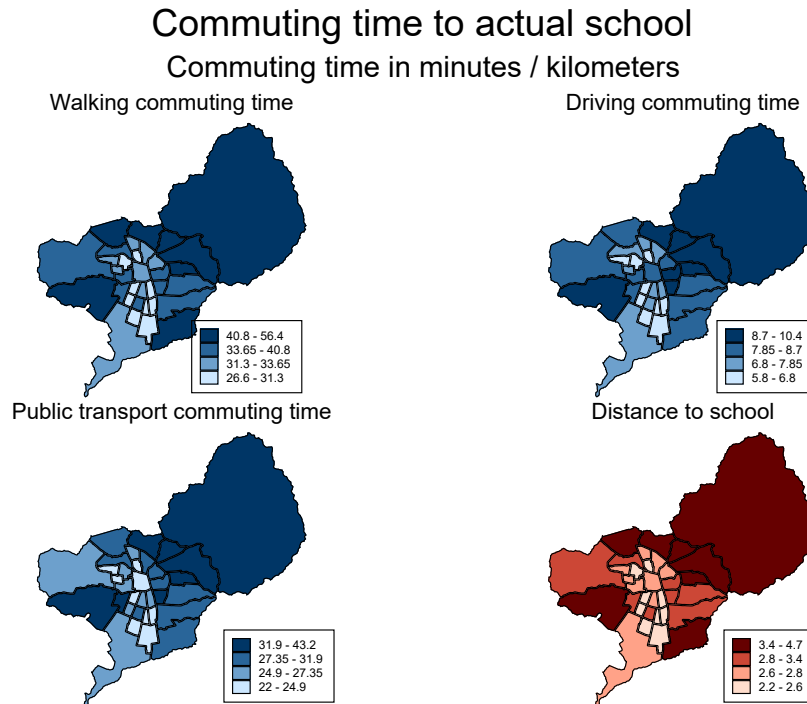 Commuting time to actual school
Commuting time in minutes / kilometers
Walking commuting time
40.8 - 56.4
33.65 - 40.8
31.3 - 33.65
26.6 - 31.3
Driving commuting time
8.7 - 10.4
7.85 - 8.7
6.8 - 7.85
5.8 - 6.8
Public transport commuting time
31.9 - 43.2
27.35 - 31.9
24.9 - 27.35
22 - 24.9
Distance to school
3.4 - 4.7
2.8 - 3.4
2.6 - 2.8
2.2 - 2.6